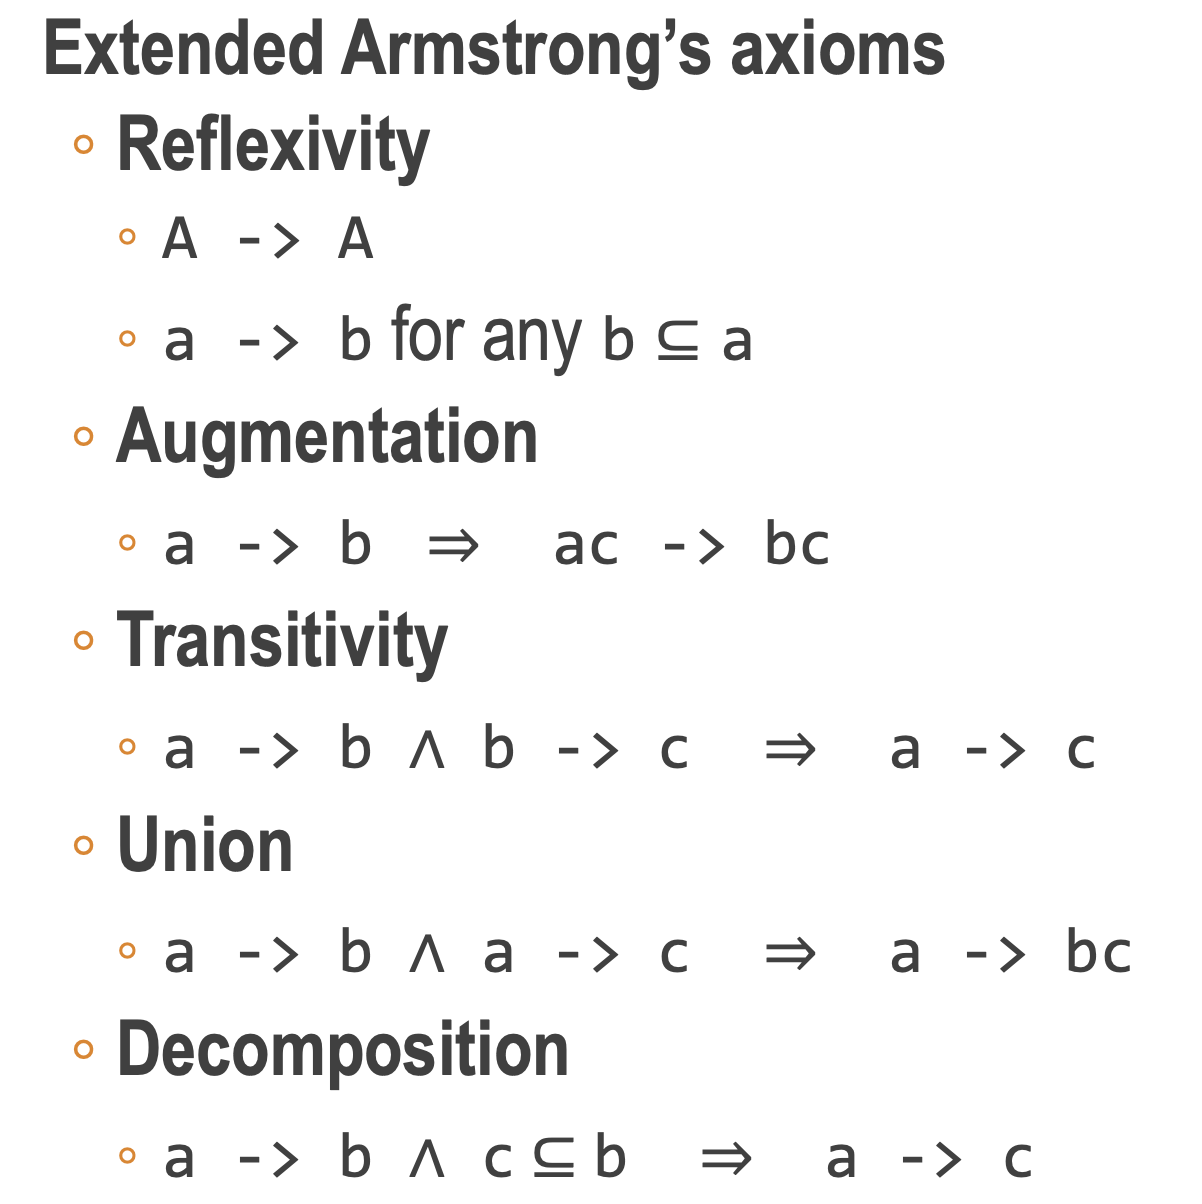 Extended Armstrong’s axioms
Reflexivity
A -> A
a -> b for any b ⊆ a
Augmentation
a -> b ⇒ ac -> bc
Transitivity
a -> b ∧ b -> c ⇒ a -> c
Union
a -> b ∧ a -> c ⇒ a -> bc
Decomposition
a -> b ∧ c ⊆ b ⇒ a -> c